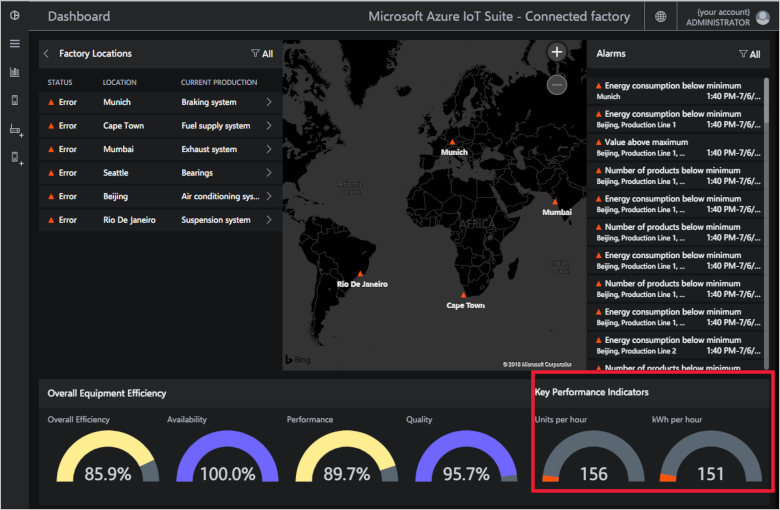 Dashboard
Microsoft Azure IoT Suite - Connected factory
(your account)
ADMINISTRATOR
Factory Locations
All
STATUS LOCATION CURRENT PRODUCTION
Error Munich Braking system
Error Cape Town Fuel supply system
Error Mumbai Exhaust system
Error Seattle Bearings
Error Beijing Air conditioning sys...
Error Rio De Janeiro Suspension system
Munich
Mumbai
AFRICA
Rio De Janeiro
Cape Town
Bing
© 2018 Microsoft Corporation
Alarms
All
Energy consumption below minimum
Munich 1:40 PM-7/6/...
Energy consumption below minimum
Beijing, Production Line 1 1:40 PM-7/6/...
Value above maximum
Beijing, Production Line 1, ... 1:40 PM-7/6/...
Number of products below minimum
Beijing, Production Line 1, ... 1:40 PM-7/6/...
Energy consumption below minimum
Beijing, Production Line 1, ... 1:40 PM-7/6/...
Number of products below minimum
Beijing, Production Line 1, ... 1:40 PM-7/6/...
Energy consumption below minimum
Beijing, Production Line 1, ... 1:40 PM-7/6/...
Number of products below minimum
Beijing, Production Line 1, ... 1:40 PM-7/6/...
Energy consumption below minimum
Beijing, Production Line 1, ... 1:40 PM-7/6/...
Energy consumption below minimum
Beijing, Production Line 2 1:40 PM-7/6/...
Number of products below minimum
Overall Equipment Efficiency
Overall Efficiency Availability Performance Quality
85.9% 100.0% 89.7% 95.7%
Key Performance Indicators
Units per hour kWh per hour
156 151